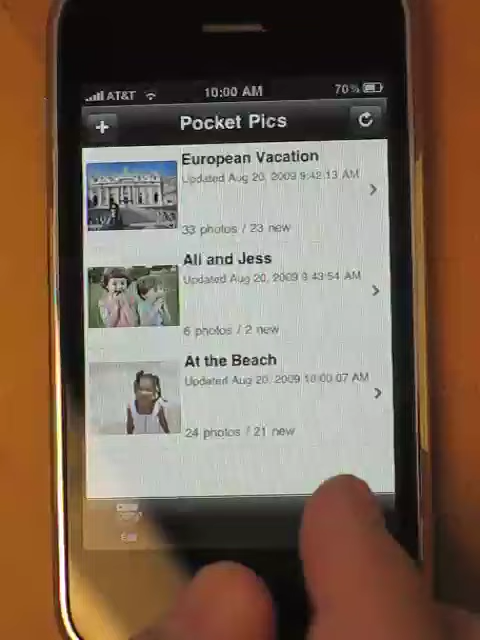 AT&T 10:00 AM 70%
+ Pocket Pics
European Vacation
Updated Aug 20, 2009 9:42:13 AM
33 photos / 23 new
Ali and Jess
Updated Aug 20, 2009 9:43:54 AM
6 photos / 2 new
At the Beach
Updated Aug 20, 2009 10:00:07 AM
24 photos / 21 new